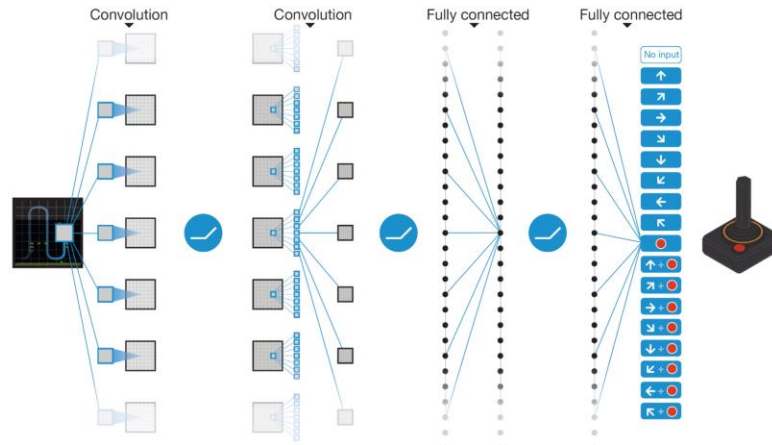 Convolution
Convolution
Fully connected
Fully connected
No input
+
+
+
+
+
+
+
+